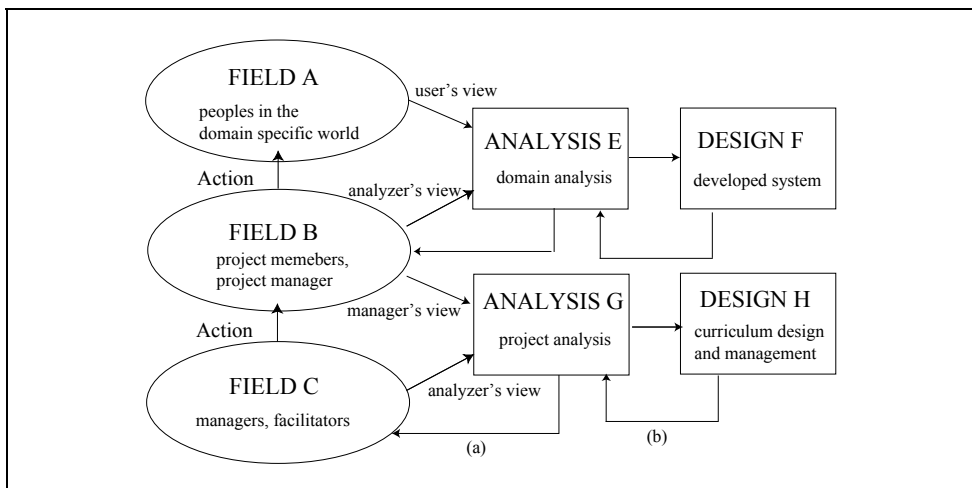 FIELD A
peoples in the
domain specific world
user's view
ANALYSIS E
domain analysis
DESIGN F
developed system
Action
analyzer's view
FIELD B
project memebers,
project manager
manager's view
ANALYSIS G
project analysis
DESIGN H
curriculum design
and management
Action
FIELD C
managers, facilitators
analyzer's view
(a)
(b)